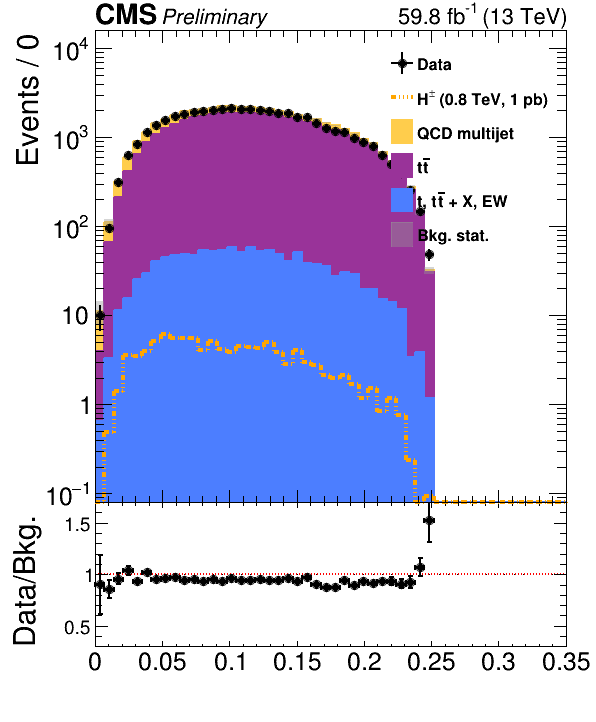 CMS Preliminary 59.8 fb⁻¹ (13 TeV)
Events / 0
10⁴
10³
10²
10
1
10⁻¹
Data
H± (0.8 TeV, 1 pb)
QCD multijet
tt̅
t, tt̅ + X, EW
Bkg. stat.
Data/Bkg.
1.5
1
0.5
0 0.05 0.1 0.15 0.2 0.25 0.3 0.35